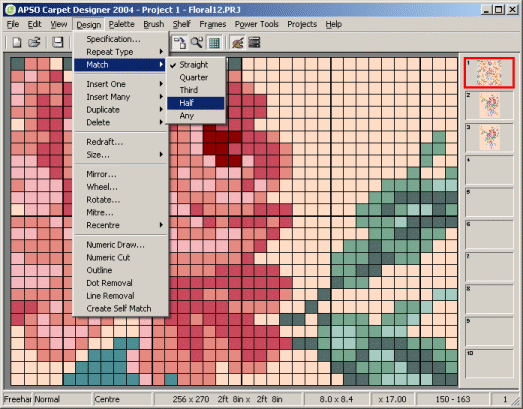 APSO Carpet Designer 2004 - Project 1 - Floral12.PRJ
File Edit View Design Palette Brush Shelf Frames Power Tools Projects Help
Specification...
Repeat Type
Match
Straight
Quarter
Third
Half
Any
Insert One
Insert Many
Duplicate
Delete
Redraft...
Size...
Mirror...
Wheel...
Rotate...
Mitre...
Recentre
Numeric Draw...
Numeric Cut
Outline
Dot Removal
Line Removal
Create Self Match
1
2
3
4
5
6
7
8
9
10
Freehar Normal Centre 256 x 270 2ft 8in x 2ft 8in 8.0 x 8.4 x 17.00 150 - 163 1